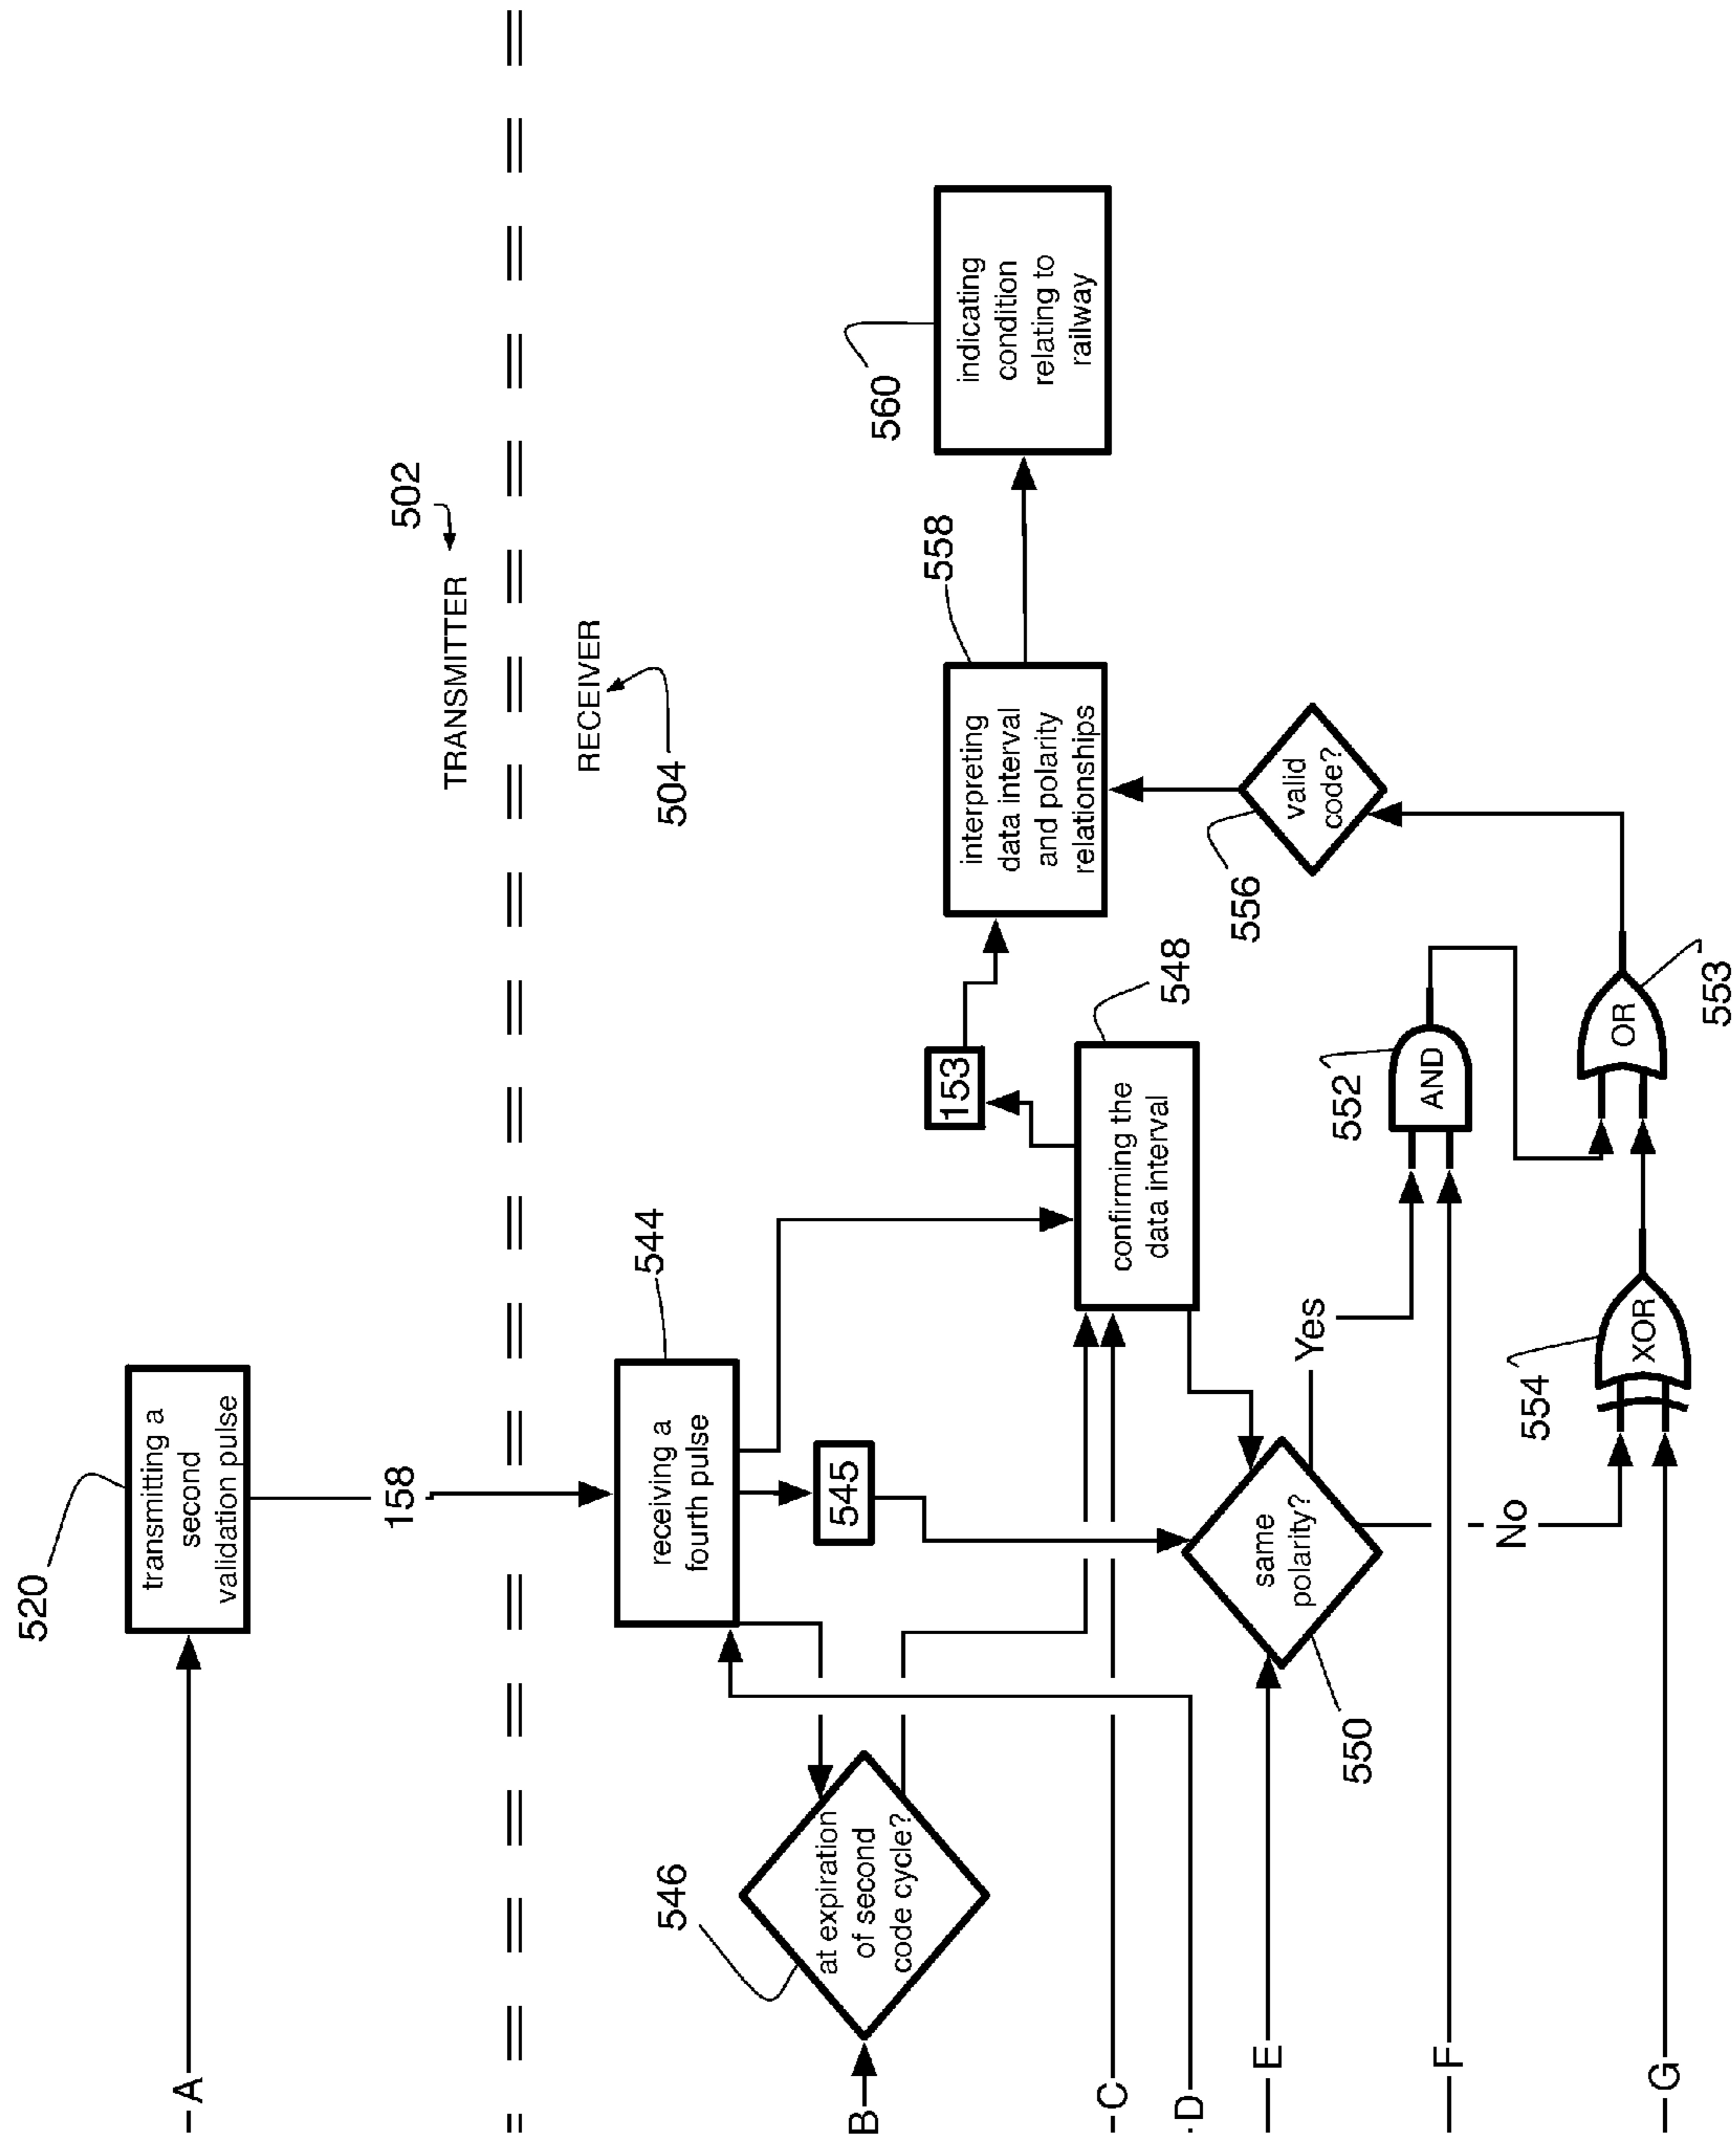 520
transmitting a
second
validation pulse
A
158
TRANSMITTER
502
RECEIVER
504
544
receiving a
fourth pulse
545
546
at expiration
of second
code cycle?
B
C
D
E
F
G
153
548
confirming the
data interval
550
same
polarity?
Yes
No
552
AND
554
XOR
553
OR
556
valid
code?
558
interpreting
data interval
and polarity
relationships
560
indicating
condition
relating to
railway